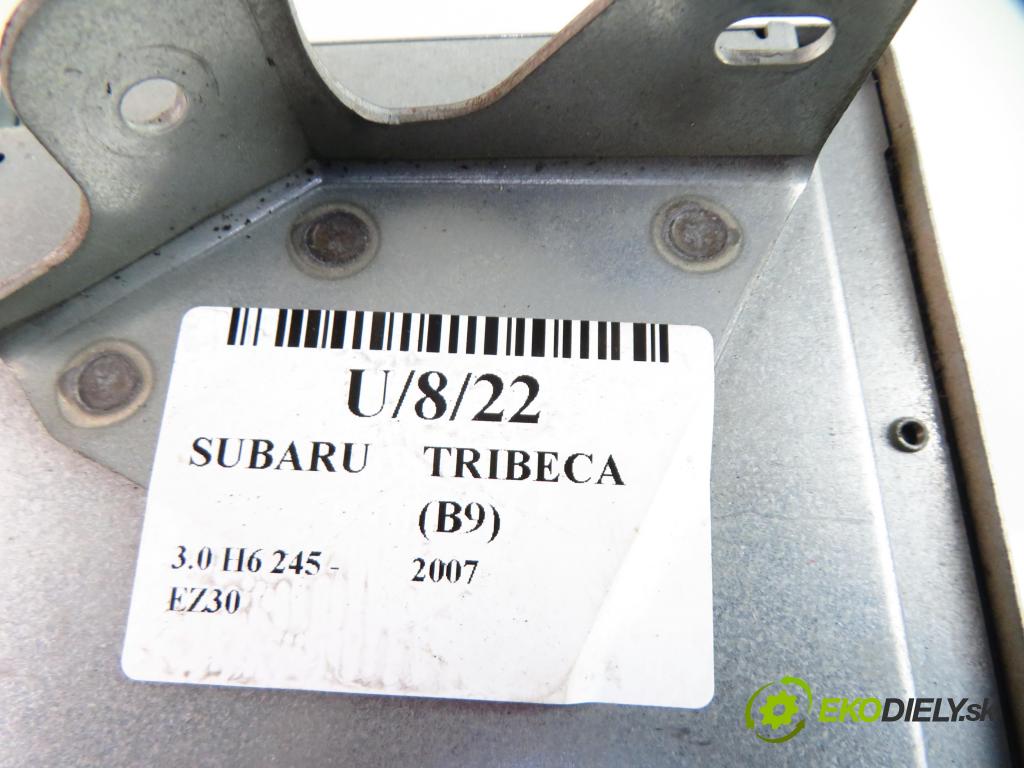 U/8/22
SUBARU TRIBECA
(B9)
3.0 H6 245 - 2007
EZ30
EKODIELY.sk